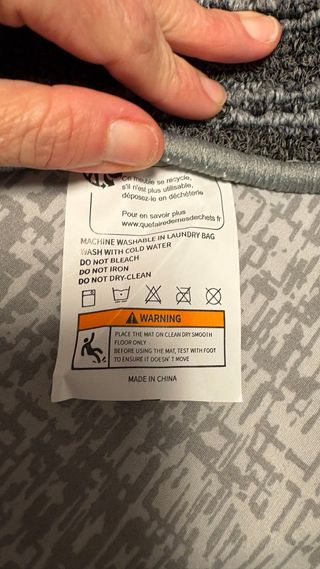 Ce meuble se recycle,
s'il n'est plus utilisable,
déposez-le en déchèterie
Pour en savoir plus
www.quefairedemesdechets.fr
MACHINE WASHABLE IN LAUNDRY BAG
WASH WITH COLD WATER
DO NOT BLEACH
DO NOT IRON
DO NOT DRY-CLEAN
WARNING
PLACE THE MAT ON CLEAN DRY SMOOTH
FLOOR ONLY
BEFORE USING THE MAT, TEST WITH FOOT
TO ENSURE IT DOESN' T MOVE
MADE IN CHINA